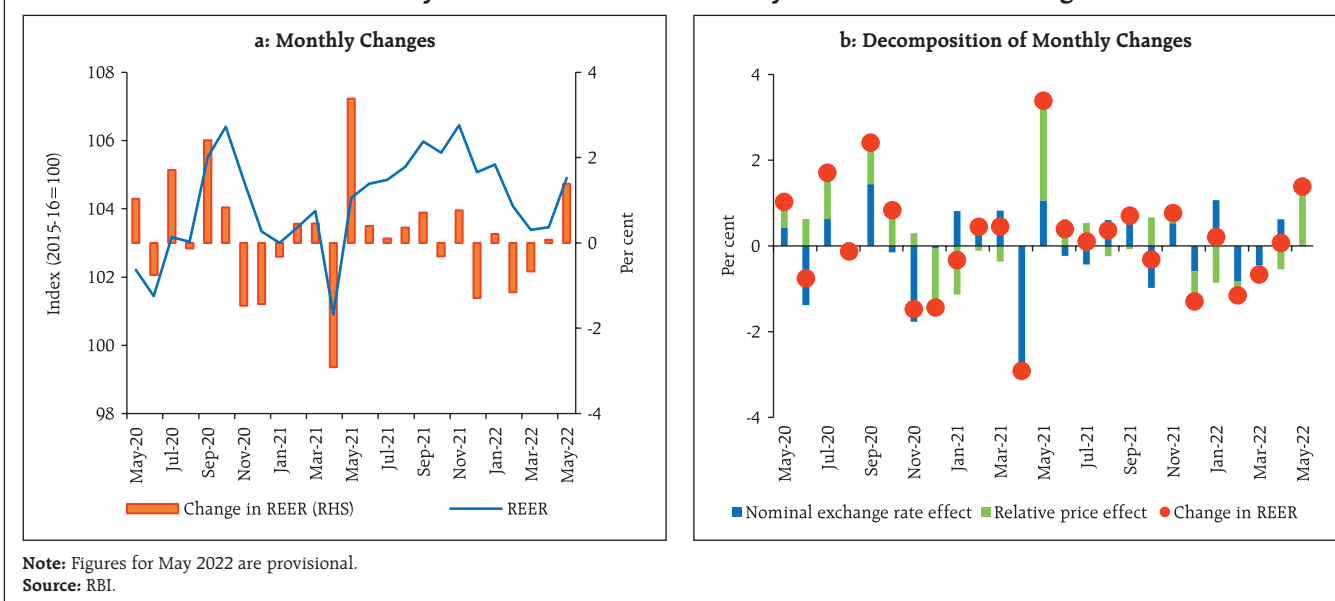 a: Monthly Changes
108
106
104
102
100
98
Index (2015-16=100)
4
2
0
-2
-4
Per cent
May-20
Jul-20
Sep-20
Nov-20
Jan-21
Mar-21
May-21
Jul-21
Sep-21
Nov-21
Jan-22
Mar-22
May-22
Change in REER (RHS)
REER
b: Decomposition of Monthly Changes
4
2
0
-2
-4
Per cent
May-20
Jul-20
Sep-20
Nov-20
Jan-21
Mar-21
May-21
Jul-21
Sep-21
Nov-21
Jan-22
Mar-22
May-22
Nominal exchange rate effect
Relative price effect
Change in REER
Note: Figures for May 2022 are provisional.
Source: RBI.